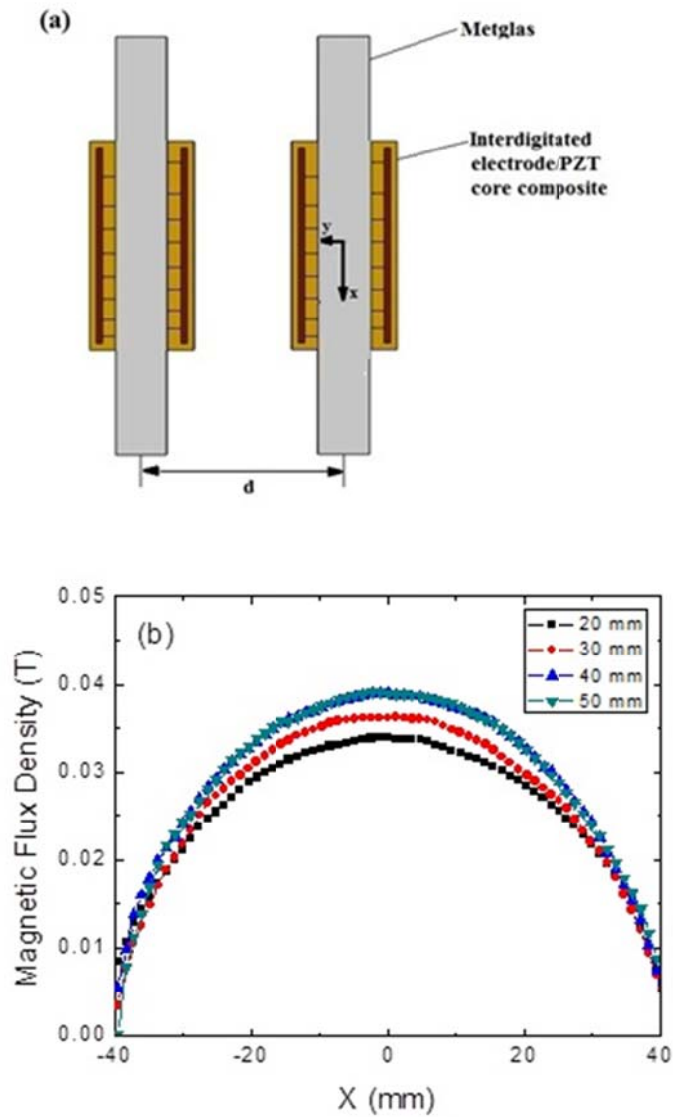 (a)
Metglas
Interdigitated
electrode/PZT
core composite
y
x
d
(b)
20 mm
30 mm
40 mm
50 mm
Magnetic Flux Density (T)
0.05
0.04
0.03
0.02
0.01
0.00
-40
-20
0
20
40
X (mm)